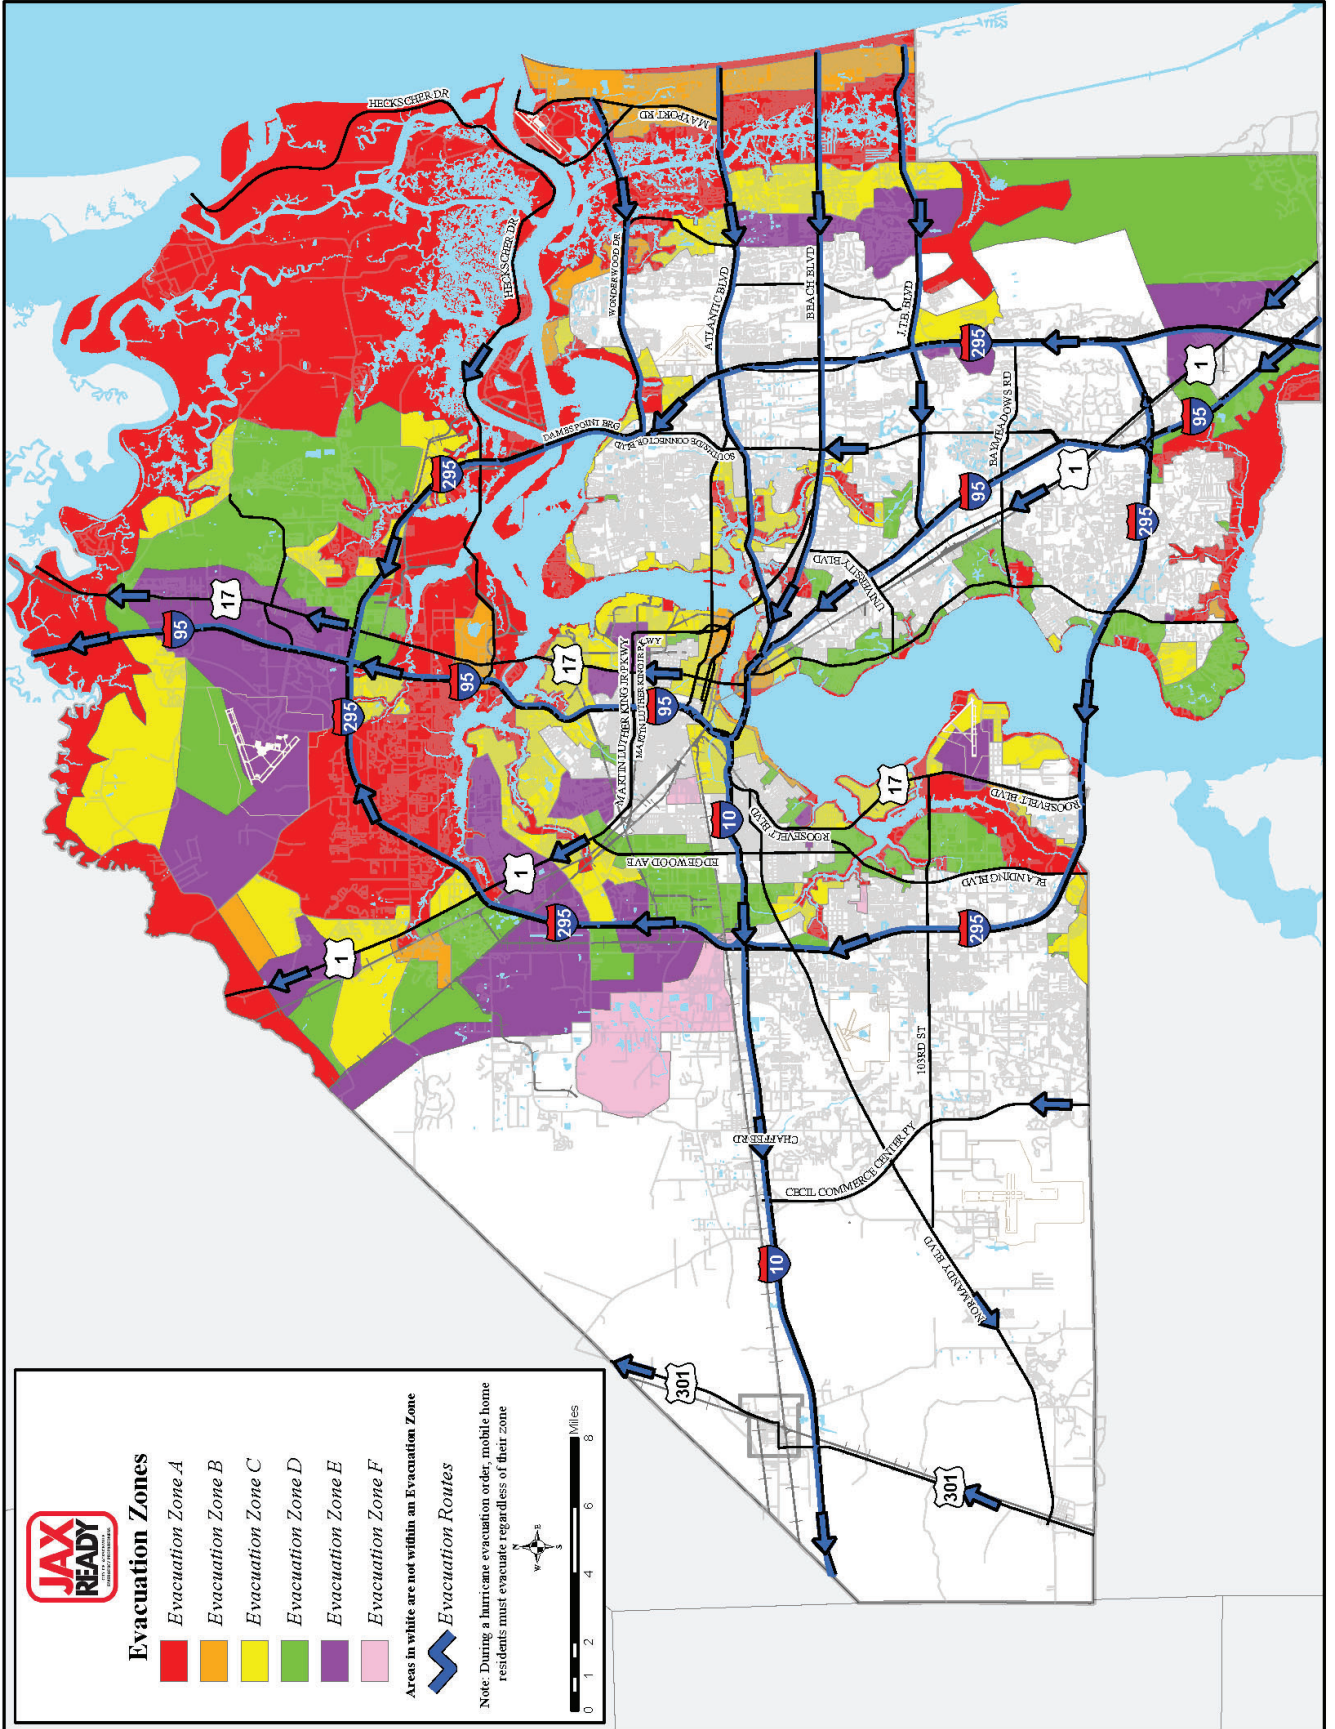 JAX
READY
Evacuation Zones
Evacuation Zone A
Evacuation Zone B
Evacuation Zone C
Evacuation Zone D
Evacuation Zone E
Evacuation Zone F
Areas in white are not within an Evacuation Zone
Evacuation Routes
Note: During a hurricane evacuation order, mobile home
residents must evacuate regardless of their zone
N
W
E
S
0 1 2 4 6 8
Miles
HECKSCHER DR
HECKSCHER DR
MAYPORT RD
WONDERWOOD DR
ATLANTIC BLVD
BEACH BLVD
J.T.B. BLVD
DAMES POINT BRG
SOUTHSIDE CONNECTOR BLVD
BAYMEADOWS RD
UNIVERSITY BLVD
MARTIN LUTHER KING JR PKWY
MARTIN LUTHER KING JR PKWY
EDGEWOOD AVE
ROOSEVELT BLVD
ROOSEVELT BLVD
BLANDING BLVD
103RD ST
CHAFFEE RD
CECIL COMMERCE CENTER PY
NORMANDY BLVD
95
17
295
295
95
17
95
1
1
295
10
17
295
295
295
95
1
295
1
95
10
301
301